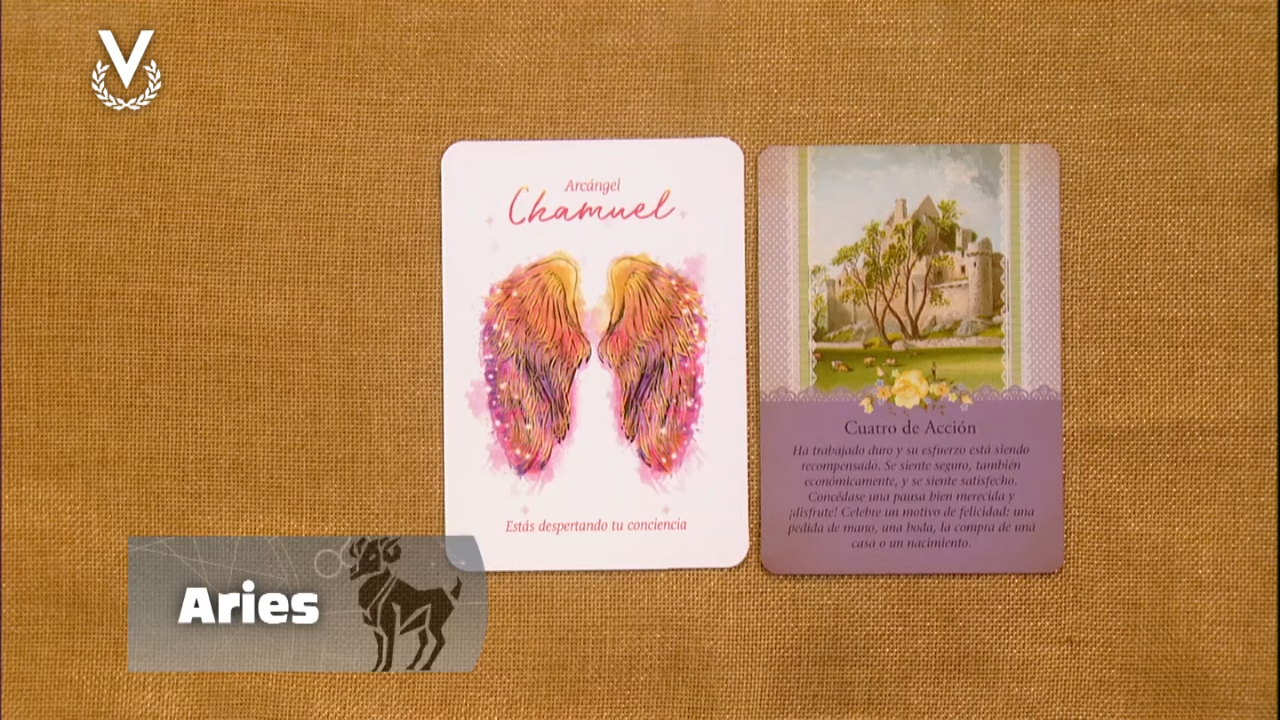 V
Arcángel
Chamuel
Estás despertando tu conciencia
Cuatro de Acción
Ha trabajado duro y su esfuerzo está siendo
recompensado. Se siente seguro, también
económicamente, y se siente satisfecho.
Concédase una pausa bien merecida y
¡disfrute! Celebre un motivo de felicidad: una
pedida de mano, una boda, la compra de una
casa o un nacimiento.
Aries